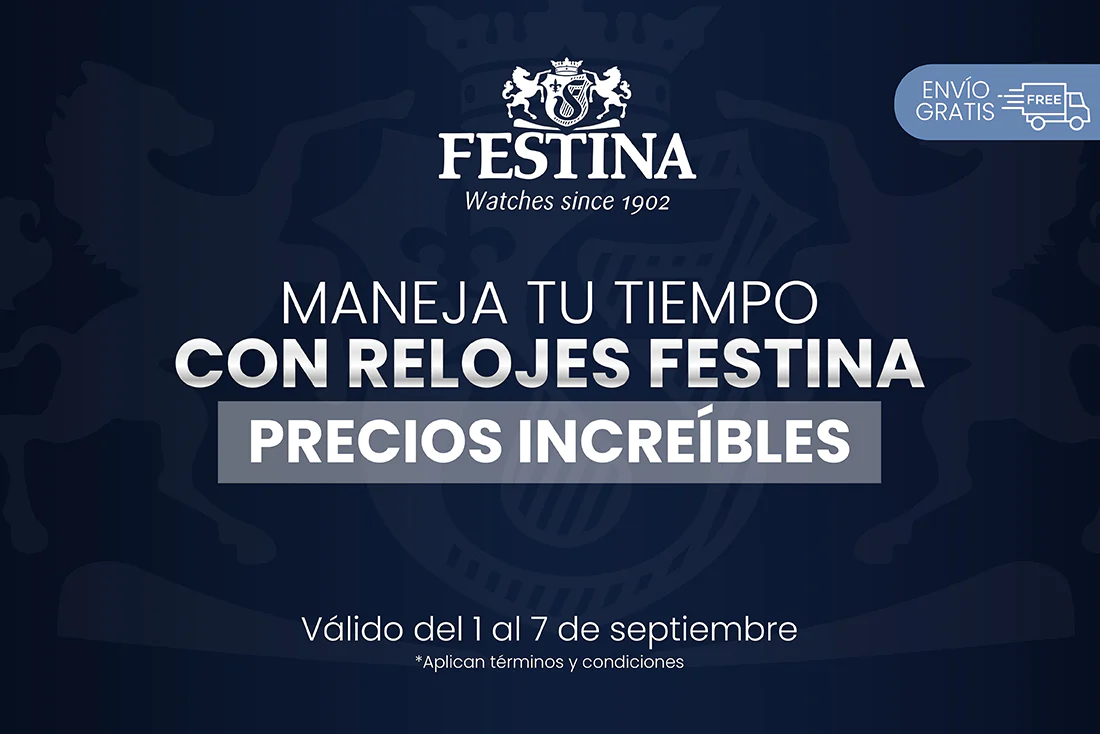 FESTINA
Watches since 1902
ENVÍO
GRATIS
FREE
MANEJA TU TIEMPO
CON RELOJES FESTINA
PRECIOS INCREÍBLES
Válido del 1 al 7 de septiembre
*Aplican términos y condiciones